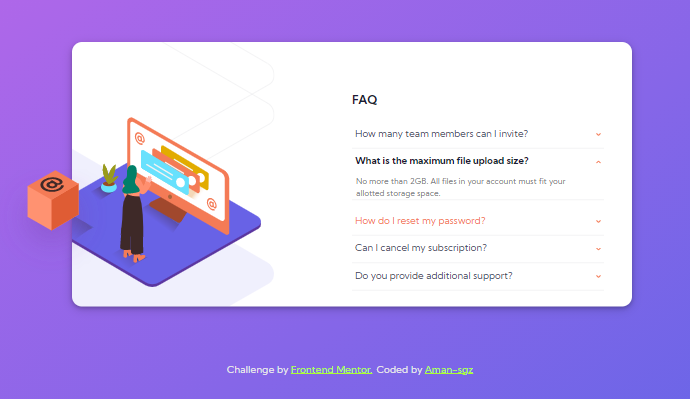 FAQ
How many team members can I invite?
What is the maximum file upload size?
No more than 2GB. All files in your account must fit your
allotted storage space.
How do I reset my password?
Can I cancel my subscription?
Do you provide additional support?
Challenge by Frontend Mentor. Coded by Aman-sgz